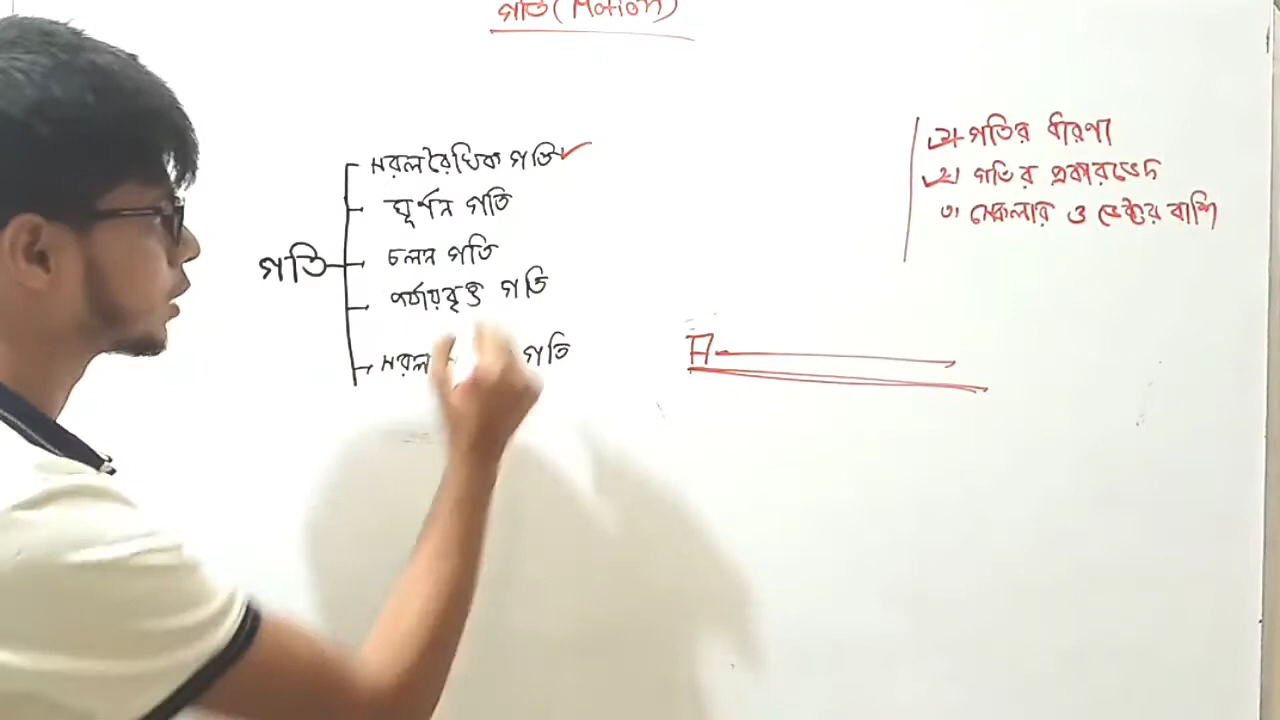 গতি (Motion)
সরলরৈখিক গতি
ঘূর্ণন গতি
চলন গতি
পর্যায়বৃত্ত গতি
সরল গতি
গতি
১। গতির ধারণা
২। গতির প্রকারভেদ
৩। স্কেলার ও ভেক্টর রাশি
A